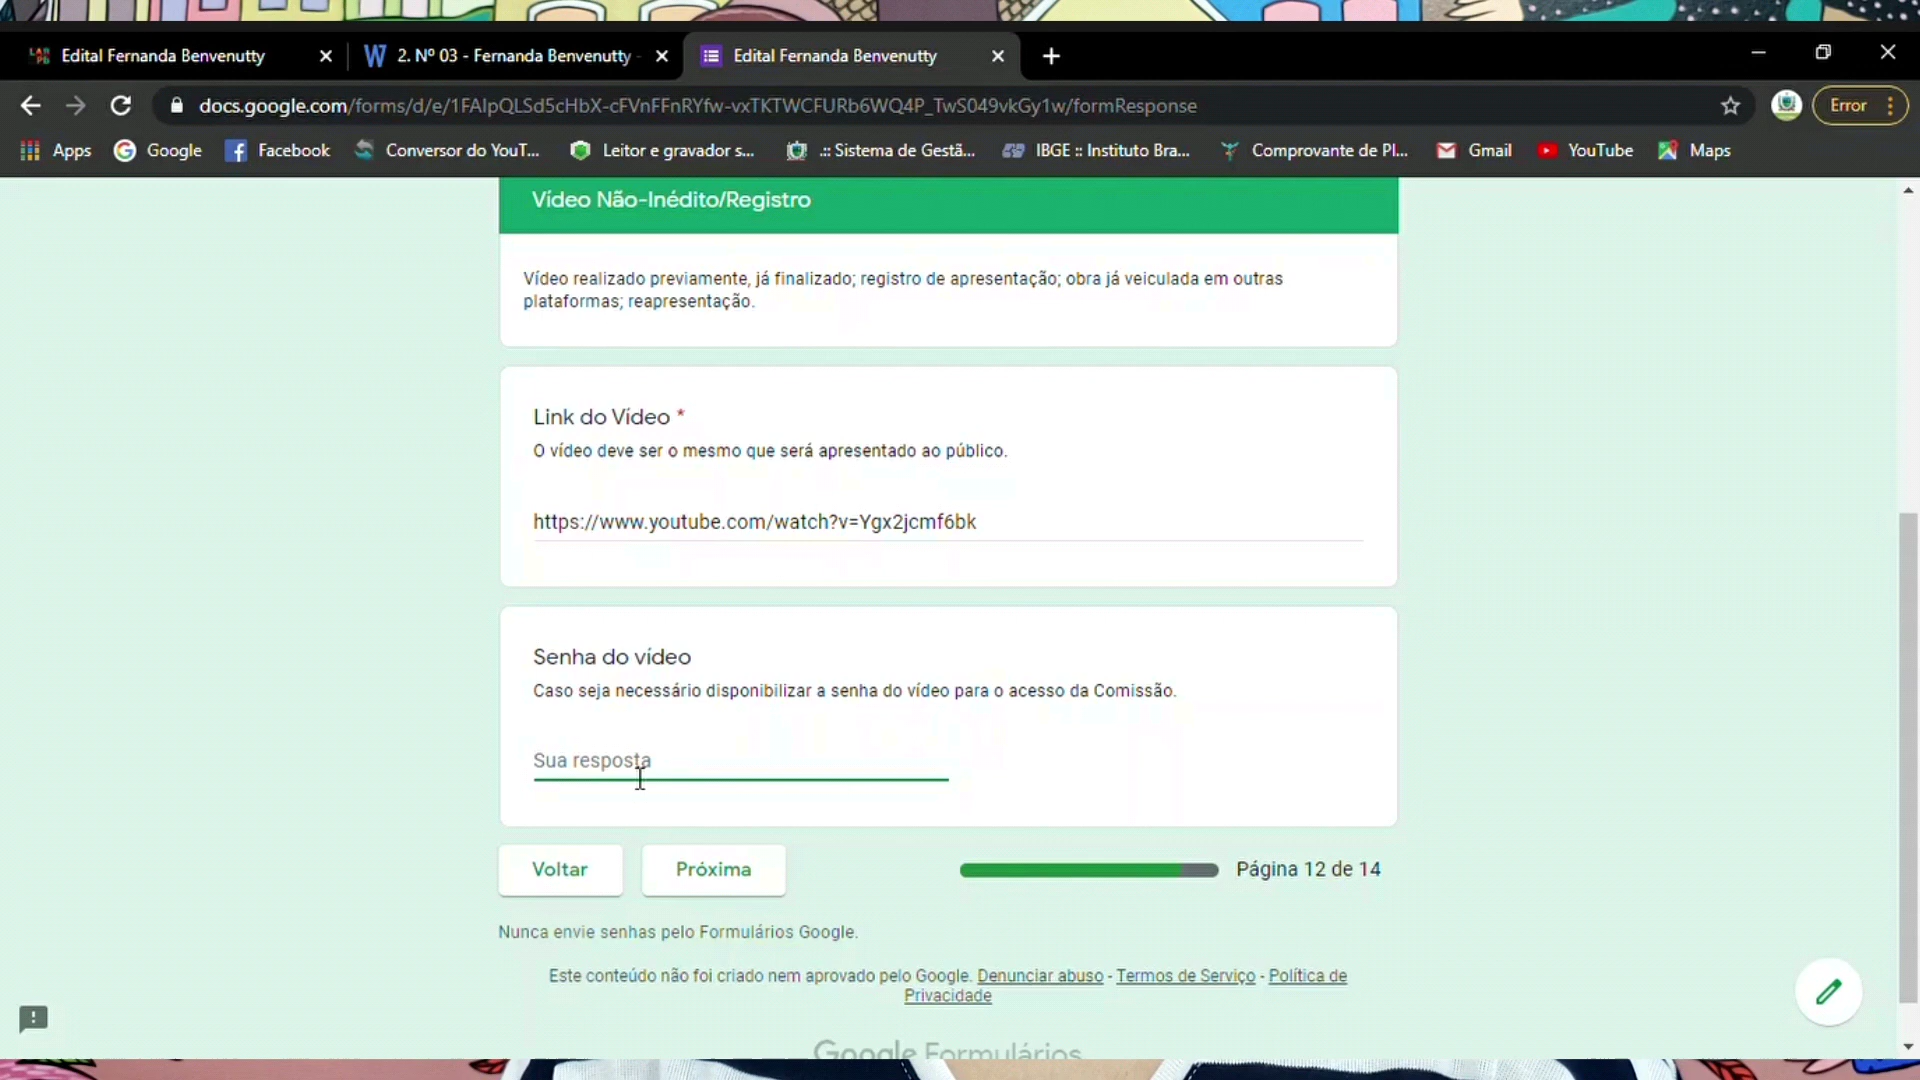 Edital Fernanda Benvenutty
2. Nº 03 - Fernanda Benvenutty -
Edital Fernanda Benvenutty
docs.google.com/forms/d/e/1FAIpQLSd5cHbX-cFVnFFnRYfw-vxTKTWCFURb6WQ4P_TwS049vkGy1w/formResponse
Error
Apps
Google
Facebook
Conversor do YouT...
Leitor e gravador s...
.:: Sistema de Gestã...
IBGE :: Instituto Bra...
Comprovante de Pl...
Gmail
YouTube
Maps
Vídeo Não-Inédito/Registro
Vídeo realizado previamente, já finalizado; registro de apresentação; obra já veiculada em outras
plataformas; reapresentação.
Link do Vídeo *
O vídeo deve ser o mesmo que será apresentado ao público.
https://www.youtube.com/watch?v=Ygx2jcmf6bk
Senha do vídeo
Caso seja necessário disponibilizar a senha do vídeo para o acesso da Comissão.
Sua resposta
Voltar
Próxima
Página 12 de 14
Nunca envie senhas pelo Formulários Google.
Este conteúdo não foi criado nem aprovado pelo Google. Denunciar abuso - Termos de Serviço - Política de
Privacidade
Google Formulários